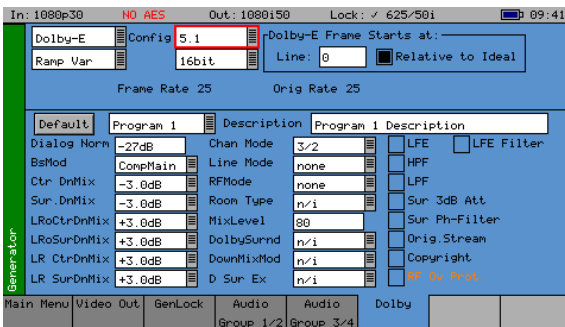 In: 1080p30 NO AES Out: 1080i50 Lock: ✓ 625/50i 09:41
Dolby-E Config 5.1 Dolby-E Frame Starts at:
Ramp Var 16bit Line: 0 Relative to Ideal
Frame Rate 25 Orig Rate 25
Default Program 1 Description Program 1 Description
Dialog Norm -27dB Chan Mode 3/2 LFE LFE Filter
BsMod CompMain Line Mode none HPF
Ctr DnMix -3.0dB RFMode none LPF
Sur.DnMix -3.0dB Room Type n/i Sur 3dB Att
LRoCtrDnMix +3.0dB MixLevel 80 Sur Ph-Filter
LRoSurDnMix +3.0dB DolbySurnd n/i Orig.Stream
LR CtrDnMix +3.0dB DownMixMod n/i Copyright
LR SurDnMix +3.0dB D Sur Ex n/i RF Ov Prot.
Generator
Main Menu Video Out GenLock Audio Group 1/2 Audio Group 3/4 Dolby